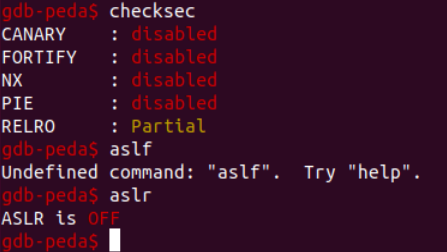 gdb-peda$ checksec
CANARY    : disabled
FORTIFY   : disabled
NX        : disabled
PIE       : disabled
RELRO     : Partial
gdb-peda$ aslf
Undefined command: "aslf".  Try "help".
gdb-peda$ aslr
ASLR is OFF
gdb-peda$